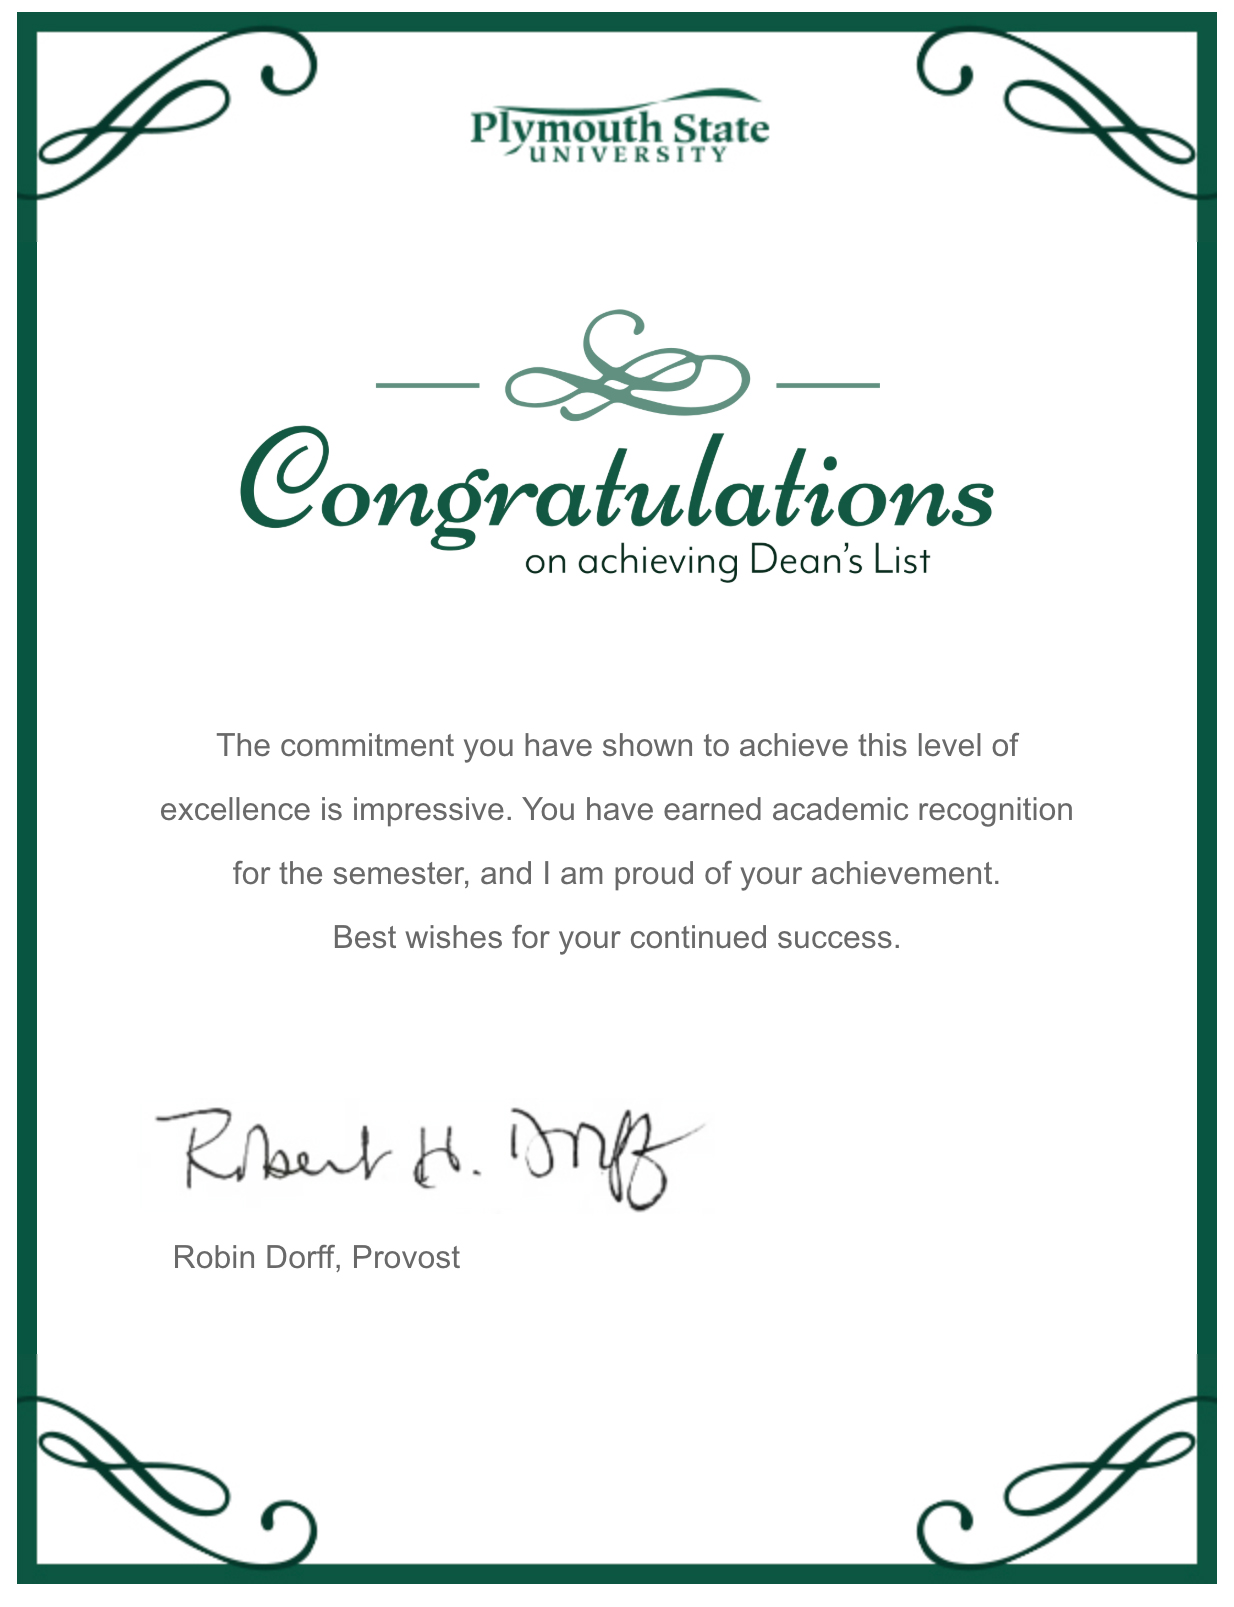 Plymouth State
UNIVERSITY
Congratulations
on achieving Dean’s List
The commitment you have shown to achieve this level of
excellence is impressive. You have earned academic recognition
for the semester, and I am proud of your achievement.
Best wishes for your continued success.
Robert H. Dorff
Robin Dorff, Provost